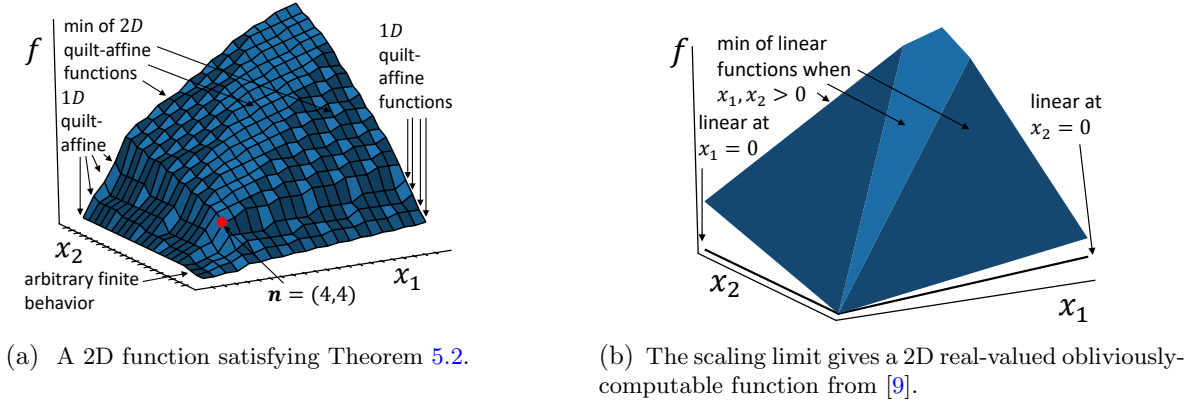 f
min of 2D
quilt-affine
functions
1D
quilt-
affine
1D
quilt-
affine
functions
x₂
arbitrary finite
behavior
n = (4,4)
x₁
(a) A 2D function satisfying Theorem 5.2.
f
min of linear
functions when
x₁, x₂ > 0
linear at
x₁ = 0
linear at
x₂ = 0
x₂
x₁
(b) The scaling limit gives a 2D real-valued obliviously-
computable function from [9].